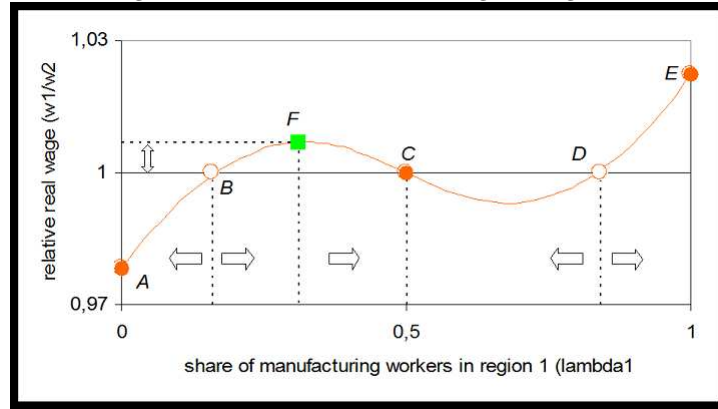 1,03
E
F
C
D
1
B
A
0,97
0
0,5
1
relative real wage (w1/w2
share of manufacturing workers in region 1 (lambda1